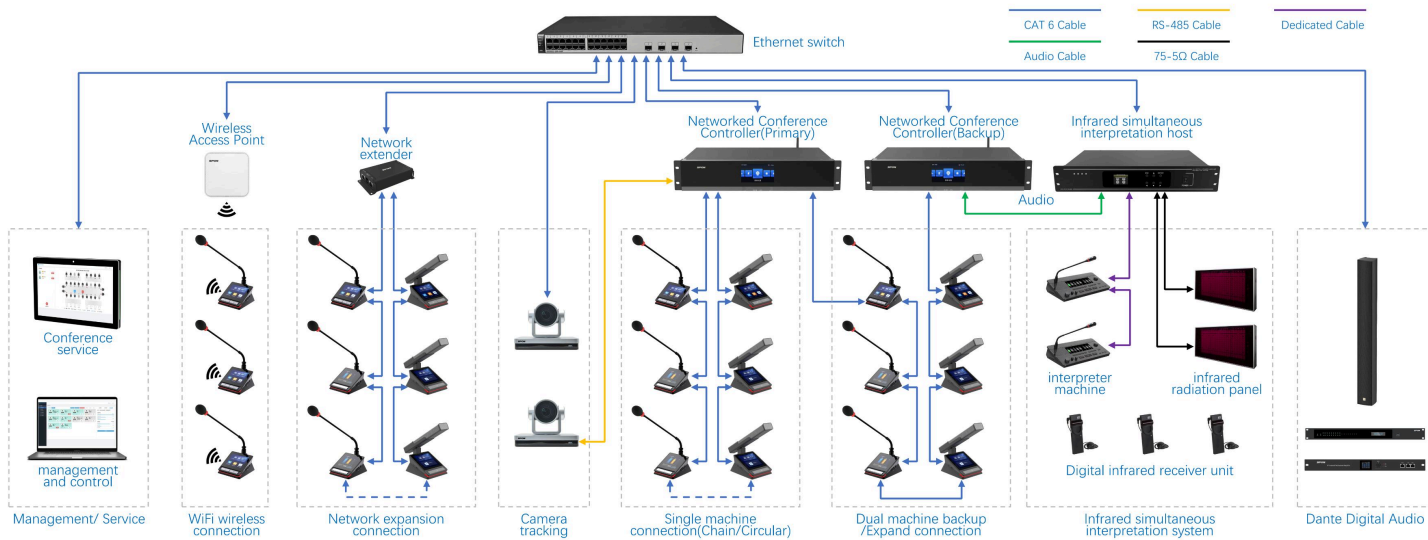 Ethernet switch
CAT 6 Cable
RS-485 Cable
Dedicated Cable
Audio Cable
75-5Ω Cable
Wireless
Access Point
Network
extender
Networked Conference
Controller(Primary)
Networked Conference
Controller(Backup)
Infrared simultaneous
interpretation host
Audio
Conference
service
management
and control
interpreter
machine
infrared
radiation panel
Digital infrared receiver unit
Management/ Service
WiFi wireless
connection
Network expansion
connection
Camera
tracking
Single machine
connection(Chain/Circular)
Dual machine backup
/Expand connection
Infrared simultaneous
interpretation system
Dante Digital Audio